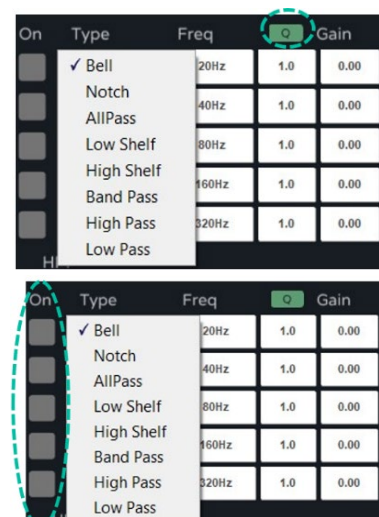 On Type Freq Q Gain
✓ Bell 20Hz 1.0 0.00
Notch
AllPass 40Hz 1.0 0.00
Low Shelf 80Hz 1.0 0.00
High Shelf
Band Pass 160Hz 1.0 0.00
High Pass 320Hz 1.0 0.00
Low Pass
On Type Freq Q Gain
✓ Bell 20Hz 1.0 0.00
Notch
AllPass 40Hz 1.0 0.00
Low Shelf 80Hz 1.0 0.00
High Shelf
Band Pass 160Hz 1.0 0.00
High Pass 320Hz 1.0 0.00
Low Pass